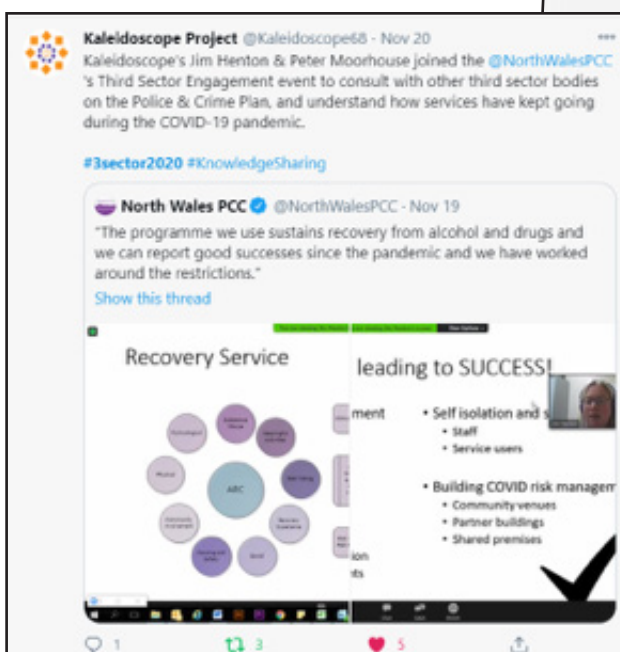 Kaleidoscope Project @Kaleidoscope68 - Nov 20
Kaleidoscope's Jim Henton & Peter Moorhouse joined the @NorthWalesPCC
's Third Sector Engagement event to consult with other third sector bodies
on the Police & Crime Plan, and understand how services have kept going
during the COVID-19 pandemic.
#3sector2020 #KnowledgeSharing
North Wales PCC @NorthWalesPCC - Nov 19
"The programme we use sustains recovery from alcohol and drugs and
we can report good successes since the pandemic and we have worked
around the restrictions."
Show this thread
Recovery Service
Psychological
Physical
ABC
Social
leading to SUCCESS!
ment
• Self isolation and s
• Staff
• Service users
• Building COVID risk managem
• Community venues
• Partner buildings
• Shared premises
ion
ts
1
3
5